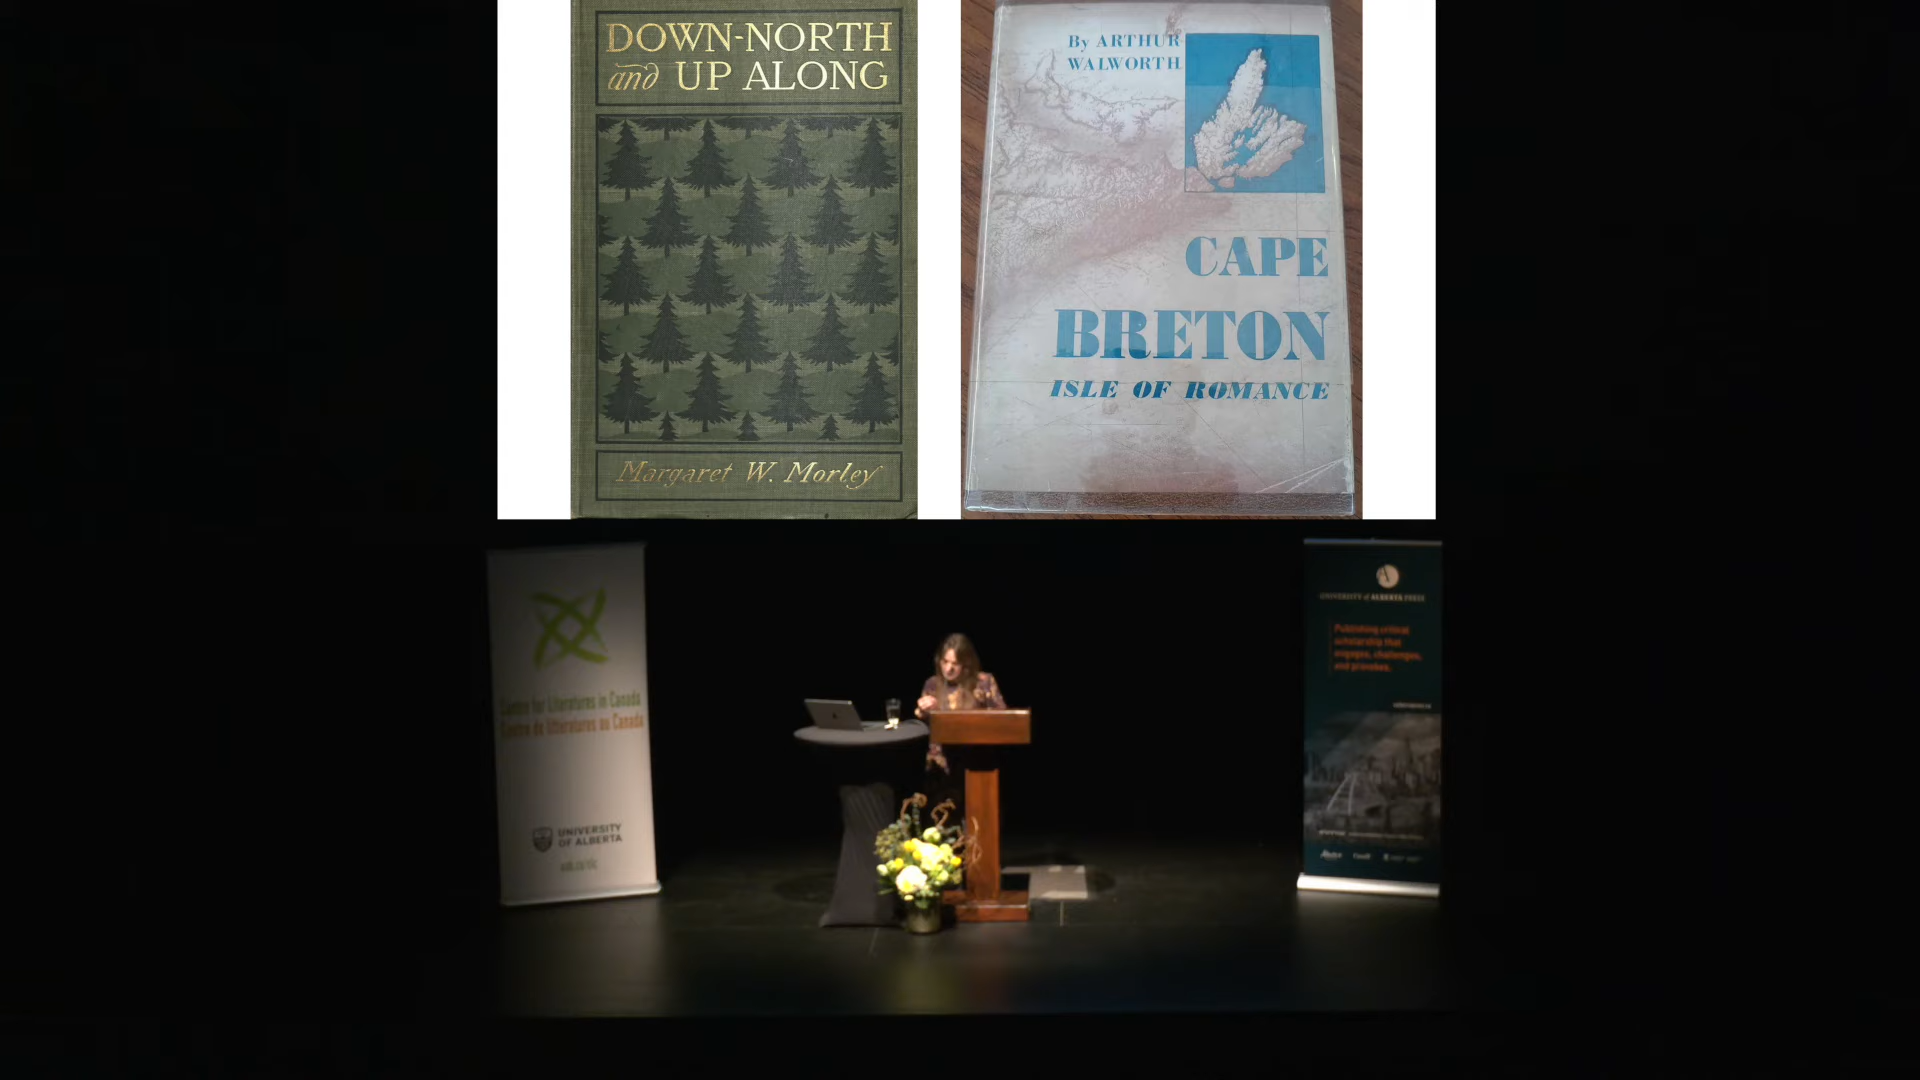 DOWN-NORTH
and UP ALONG
Margaret W. Morley
By ARTHUR
WALWORTH
CAPE
BRETON
ISLE OF ROMANCE
Centre for Literatures in Canada
Centre de littératures au Canada
UNIVERSITY
OF ALBERTA
UNIVERSITY of ALBERTA PRESS
Publishing critical
scholarship that
engages, challenges,
and provokes.